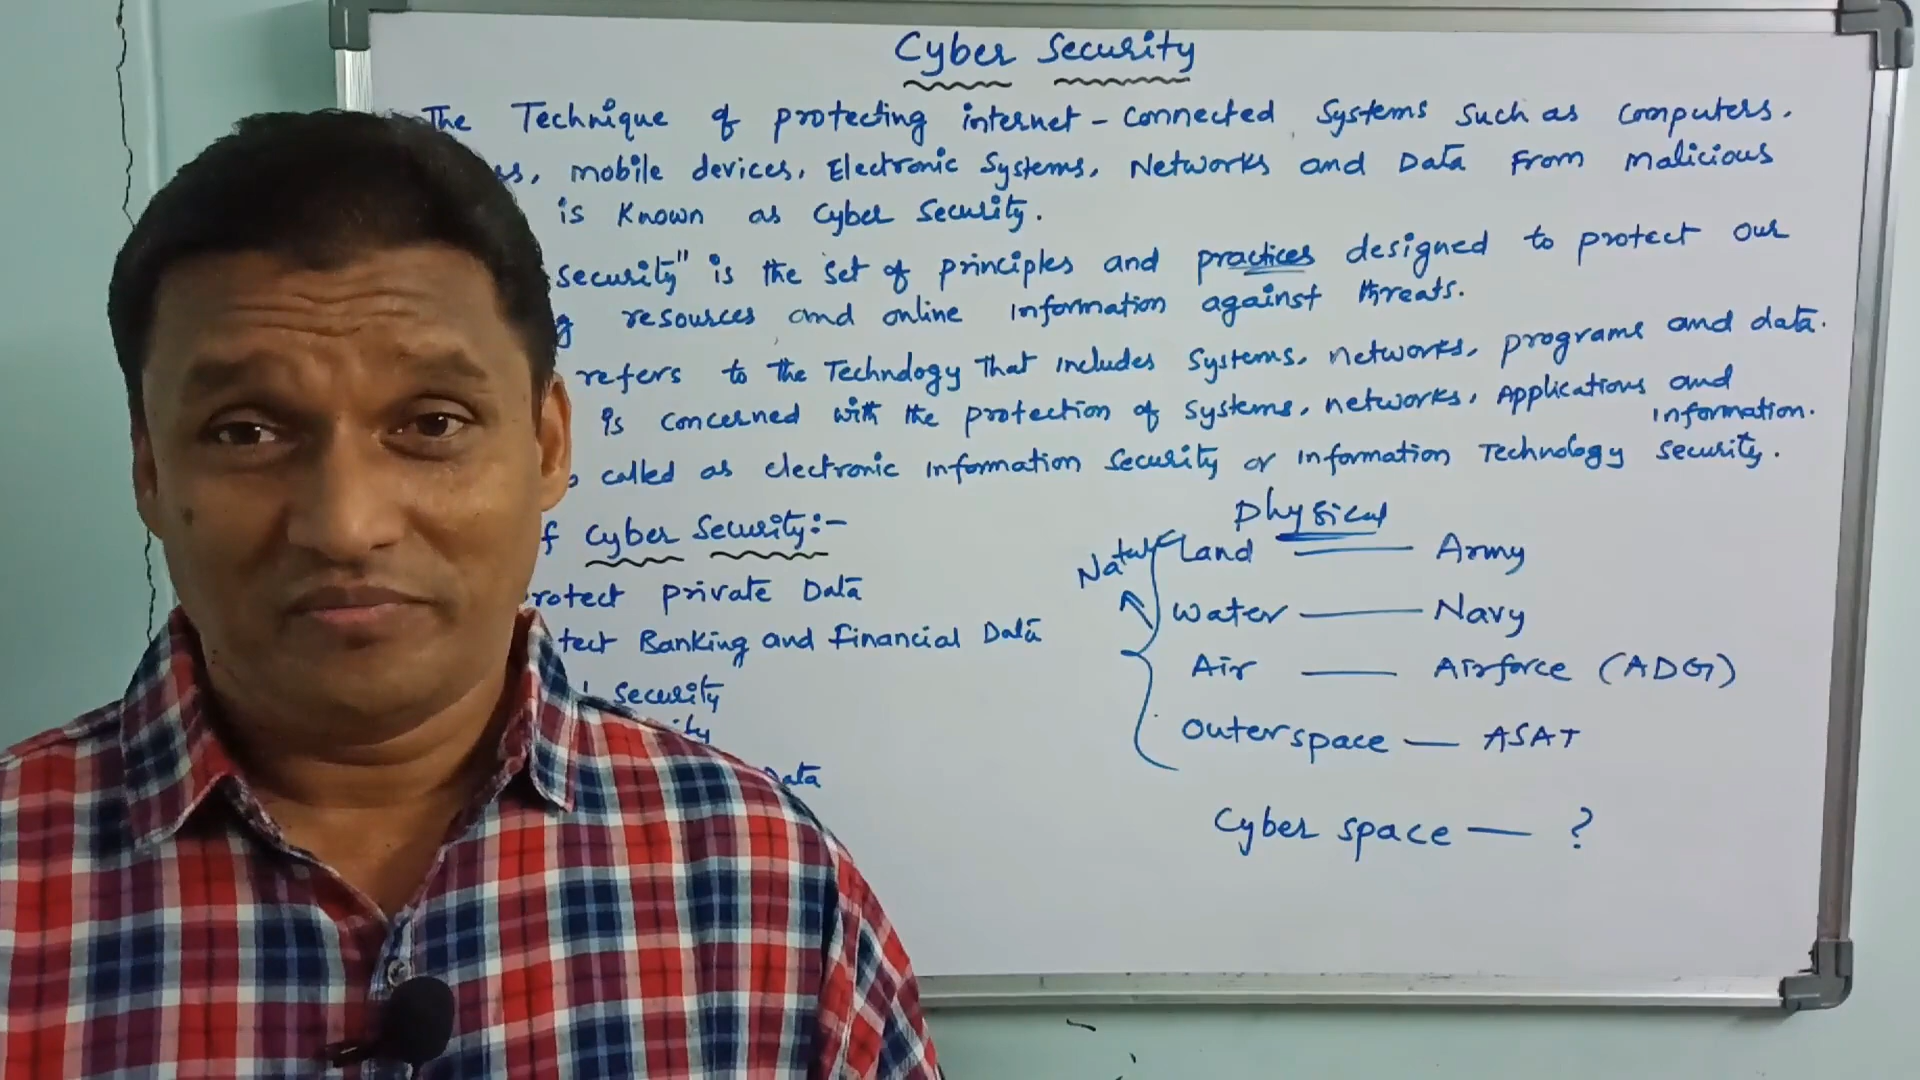 Cyber Security
The Technique of protecting internet-connected Systems such as computers.
mobile devices, Electronic Systems, Networks and Data From malicious
is known as Cyber Security.
Security" is the set of principles and practices designed to protect our
resources and online information against threats.
refers to the Technology that includes Systems, networks, programs and data.
is concerned with the protection of systems, networks, Applications and
information.
called as electronic information security or information Technology security.
Cyber Security:-
Private Data
Banking and financial Data
Security
Data
Physical
Nature
Land — Army
Water — Navy
Air — Airforce (ADG)
Outerspace — ASAT
Cyber space — ?